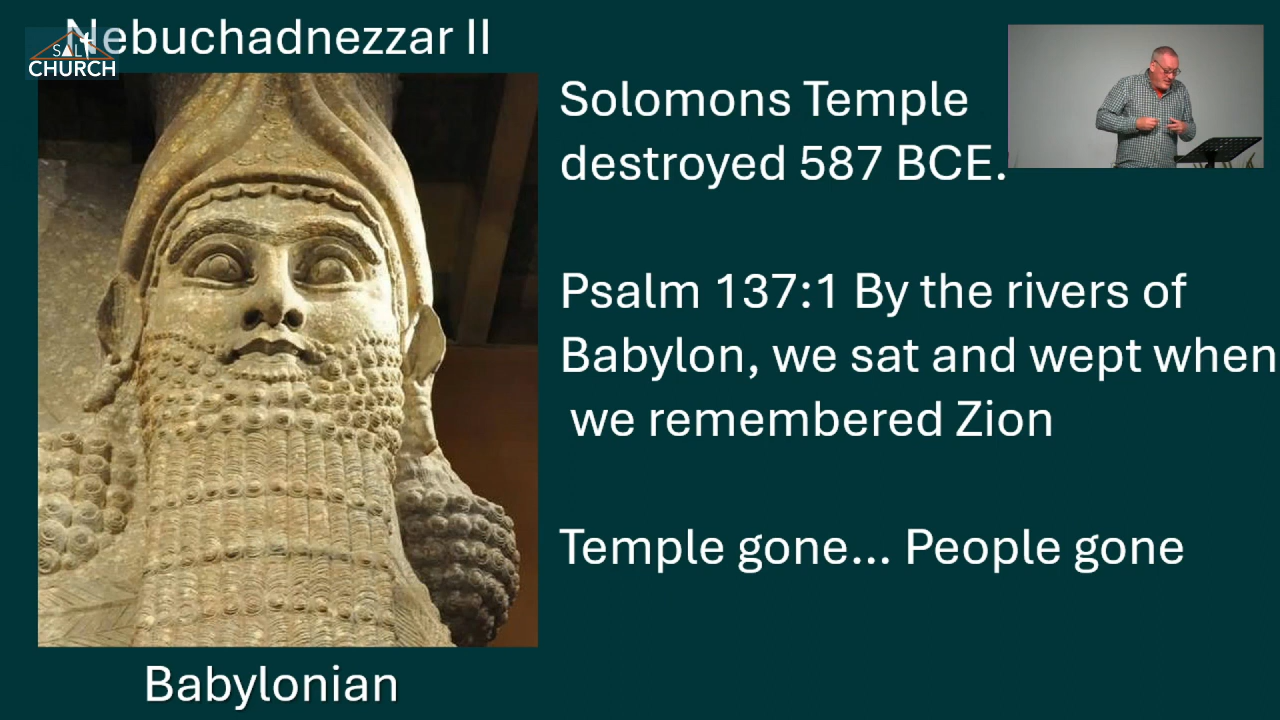 Nebuchadnezzar II
SALT
CHURCH
Solomons Temple
destroyed 587 BCE.
Psalm 137:1 By the rivers of
Babylon, we sat and wept when
we remembered Zion
Temple gone... People gone
Babylonian